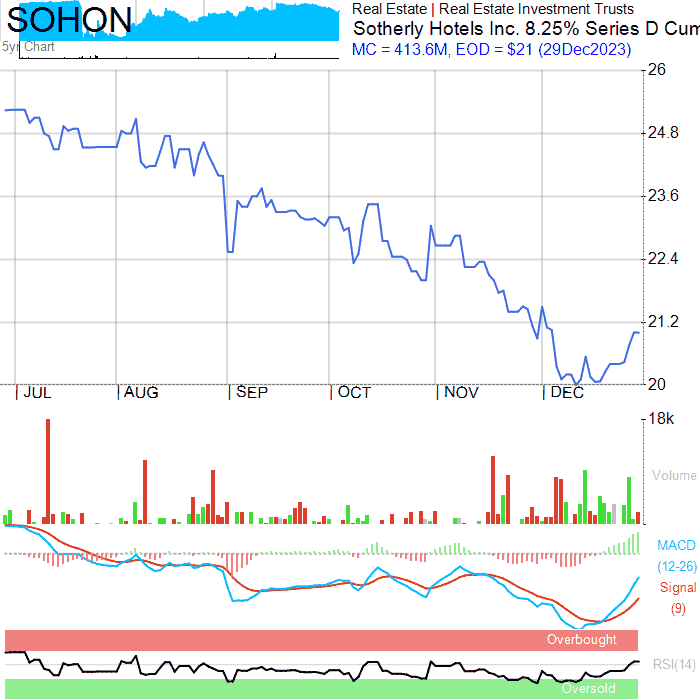 SOHON
5yr Chart
Real Estate | Real Estate Investment Trusts
Sotherly Hotels Inc. 8.25% Series D Cum
MC = 413.6M, EOD = $21 (29Dec2023)
26
24.8
23.6
22.4
21.2
20
JUL AUG SEP OCT NOV DEC
18k
Volume
MACD
(12-26)
Signal
(9)
Overbought
RSI(14)
Oversold